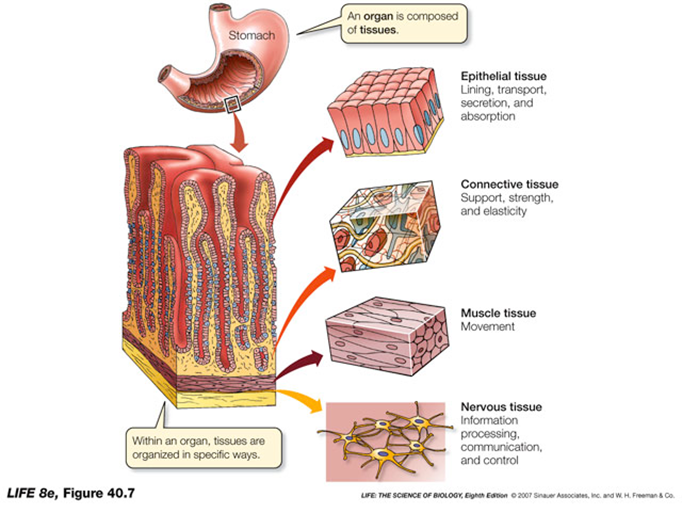 Stomach
An organ is composed
of tissues.
Epithelial tissue
Lining, transport,
secretion, and
absorption
Connective tissue
Support, strength,
and elasticity
Muscle tissue
Movement
Nervous tissue
Information
processing,
communication,
and control
Within an organ, tissues are
organized in specific ways.
LIFE 8e, Figure 40.7
LIFE: THE SCIENCE OF BIOLOGY, Eighth Edition © 2007 Sinauer Associates, Inc. and W. H. Freeman & Co.